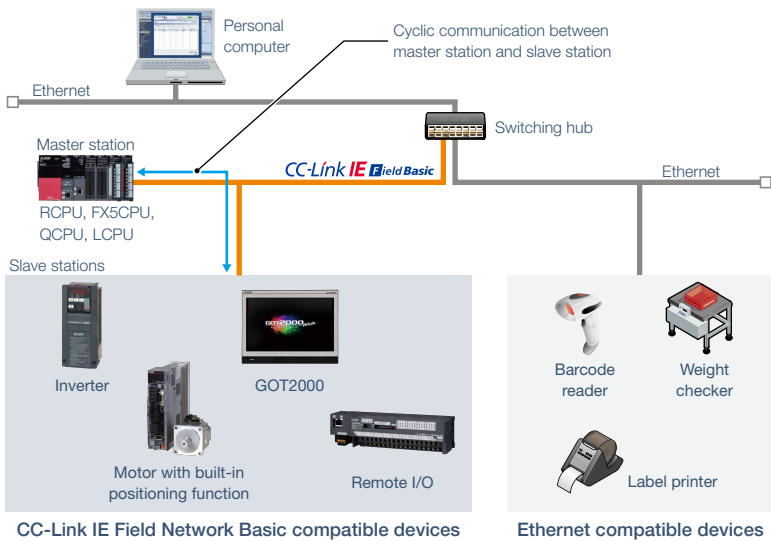 Personal
computer
Cyclic communication between
master station and slave station
Ethernet
Switching hub
Master station
CC-Link IE Field Basic
Ethernet
RCPU, FX5CPU,
QCPU, LCPU
Slave stations
GOT2000
Inverter
GOT2000
Barcode
reader
Weight
checker
Motor with built-in
positioning function
Remote I/O
Label printer
CC-Link IE Field Network Basic compatible devices
Ethernet compatible devices